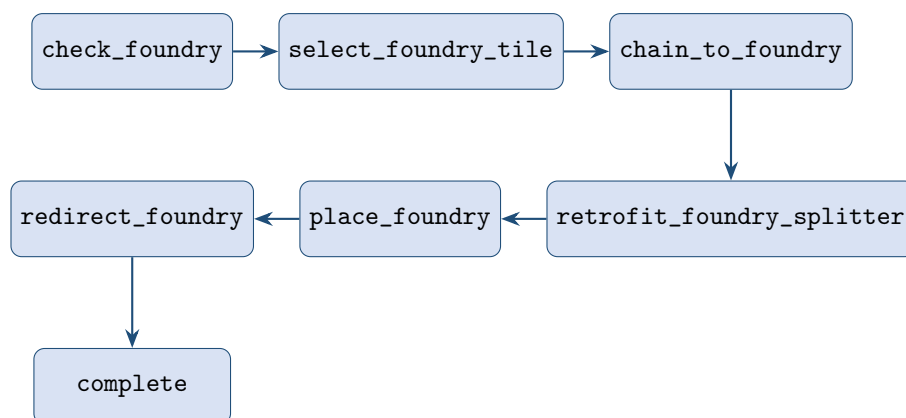 check_foundry
select_foundry_tile
chain_to_foundry
redirect_foundry
place_foundry
retrofit_foundry_splitter
complete